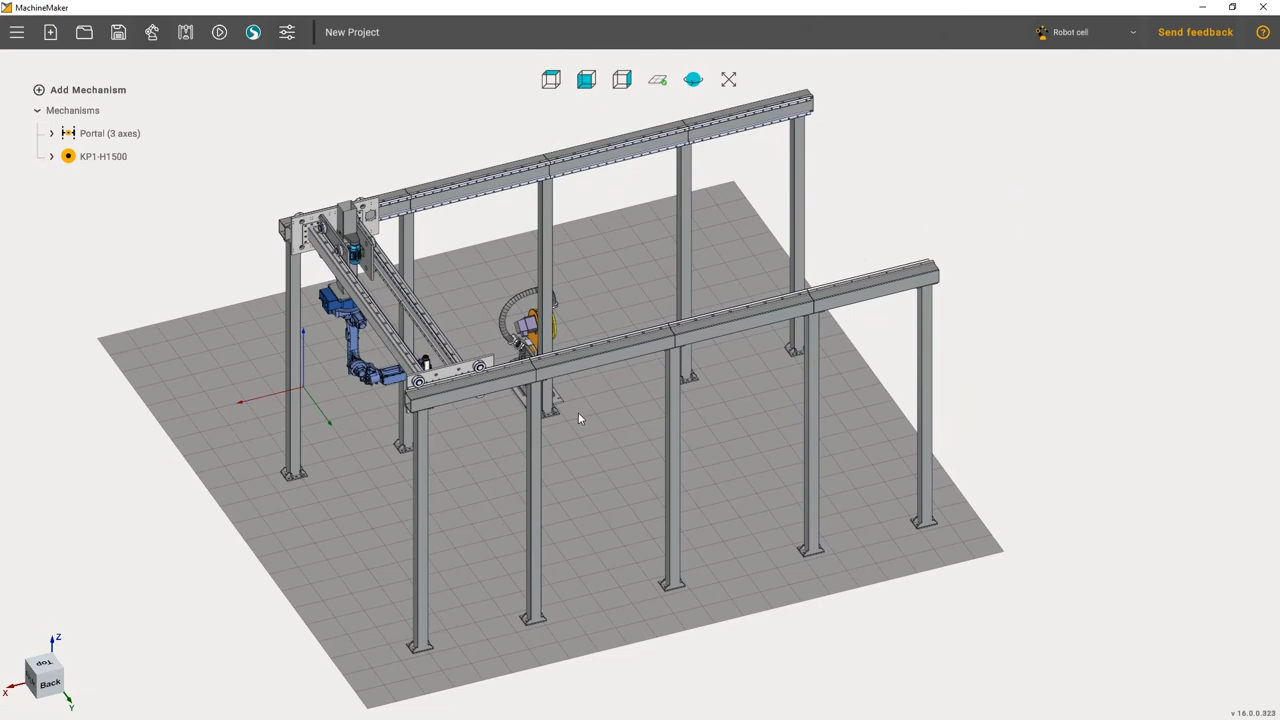 MachineMaker
New Project
Robot cell
Send feedback
Add Mechanism
Mechanisms
Portal (3 axes)
KP1-H1500
Z
Top
Back
X
Y
v 16.0.0.323